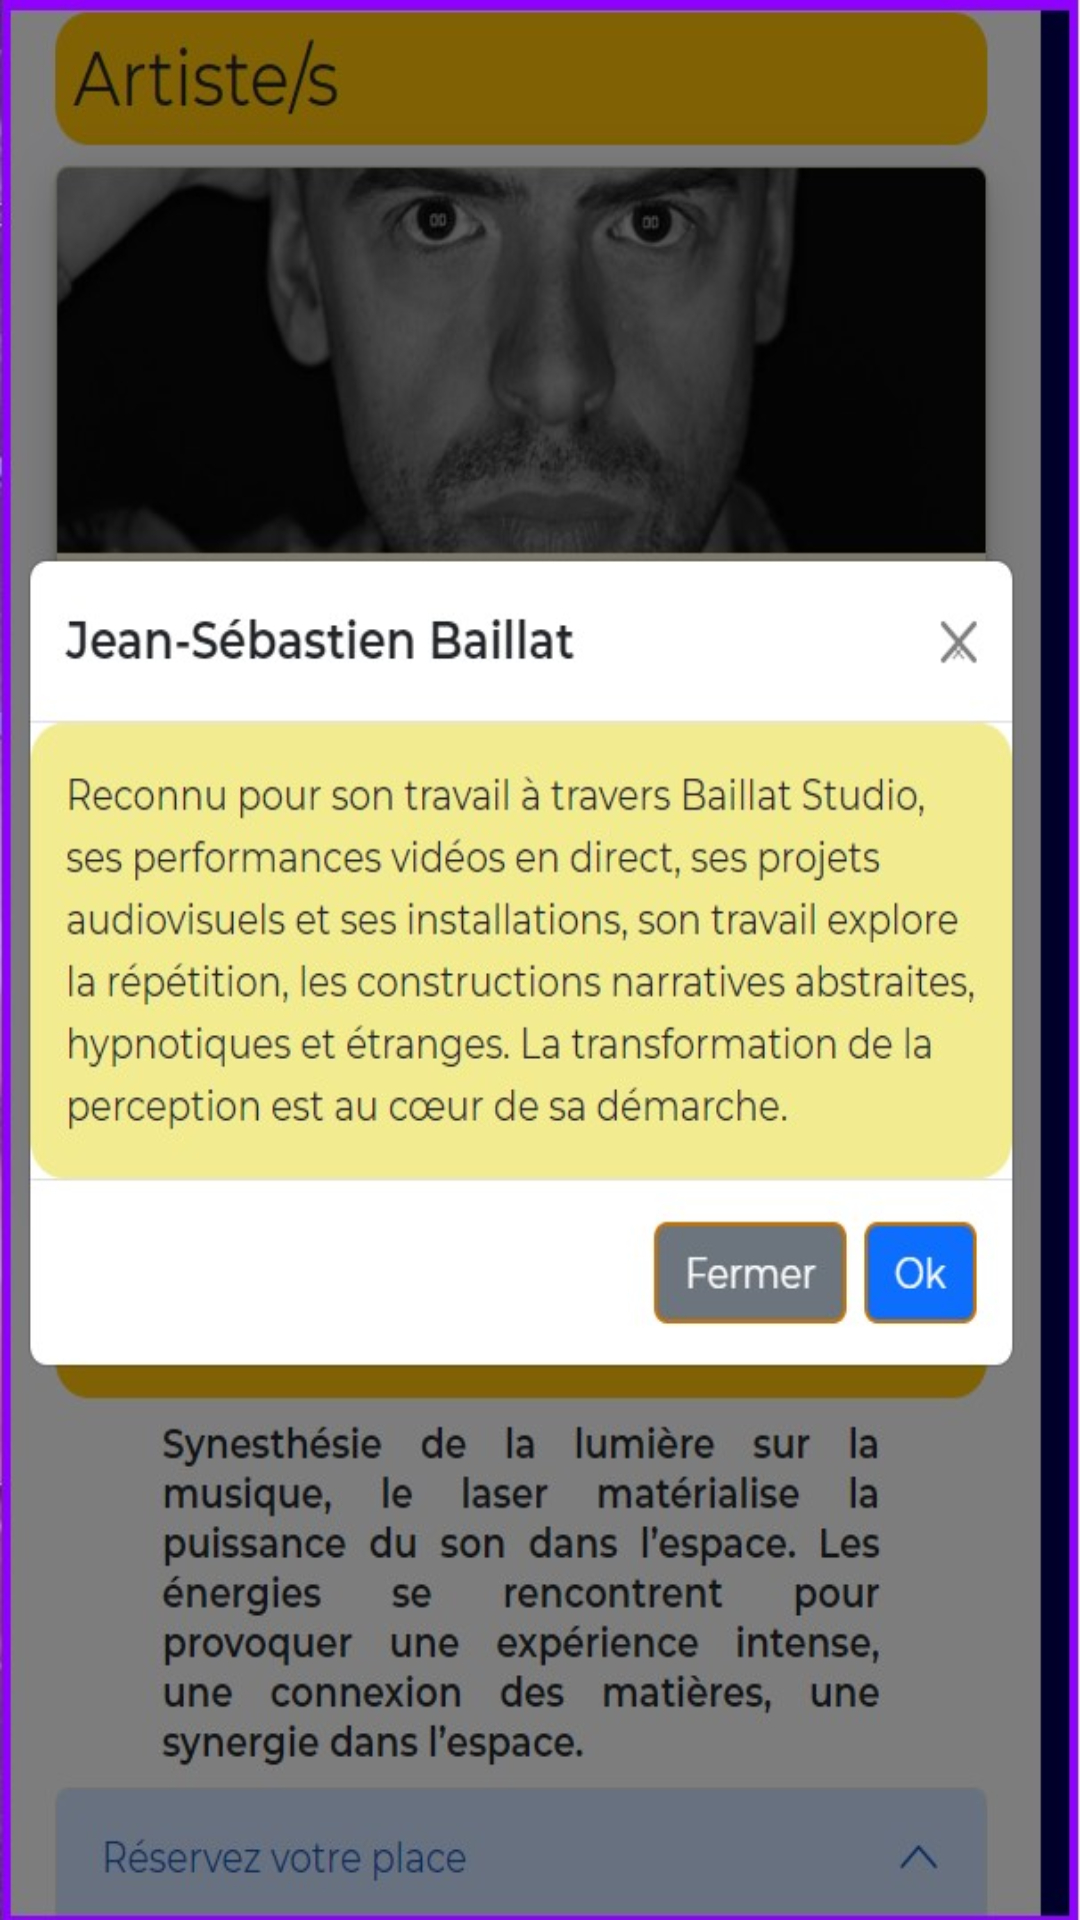 Artiste/s
Jean-Sébastien Baillat
Reconnu pour son travail à travers Baillat Studio,
ses performances vidéos en direct, ses projets
audiovisuels et ses installations, son travail explore
la répétition, les constructions narratives abstraites,
hypnotiques et étranges. La transformation de la
perception est au cœur de sa démarche.
Fermer
Ok
Synesthésie de la lumière sur la
musique, le laser matérialise la
puissance du son dans l’espace. Les
énergies se rencontrent pour
provoquer une expérience intense,
une connexion des matières, une
synergie dans l’espace.
Réservez votre place